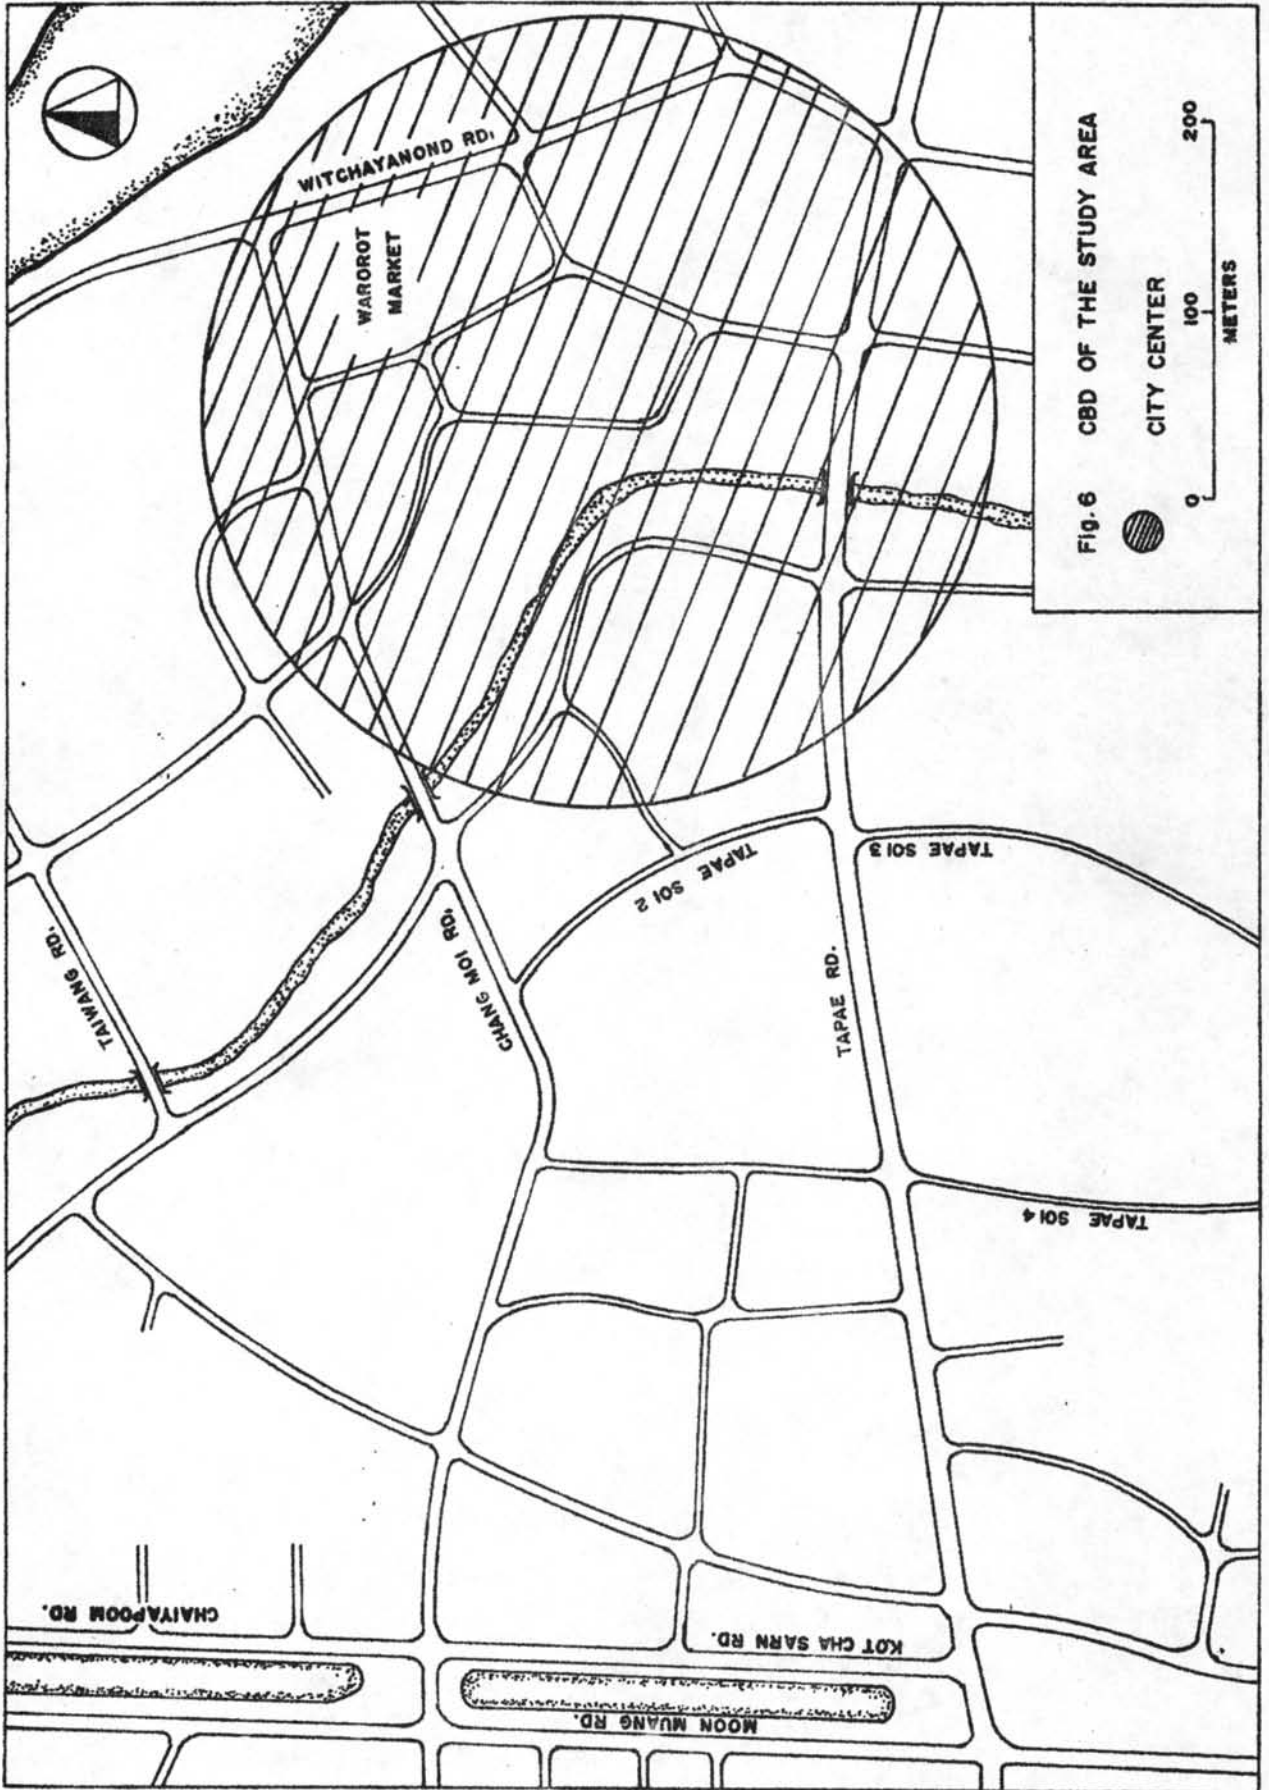 WITCHAYANOND RD.
WAROROT
MARKET
TAIWANG RD.
CHANG MOI RD.
TAPAE SOI 2
TAPAE SOI 3
TAPAE RD.
TAPAE SOI 4
CHAIYAPOOM RD.
KOT CHA SARN RD.
MOON MUANG RD.
Fig. 6 CBD OF THE STUDY AREA
CITY CENTER
0 100 200
METERS